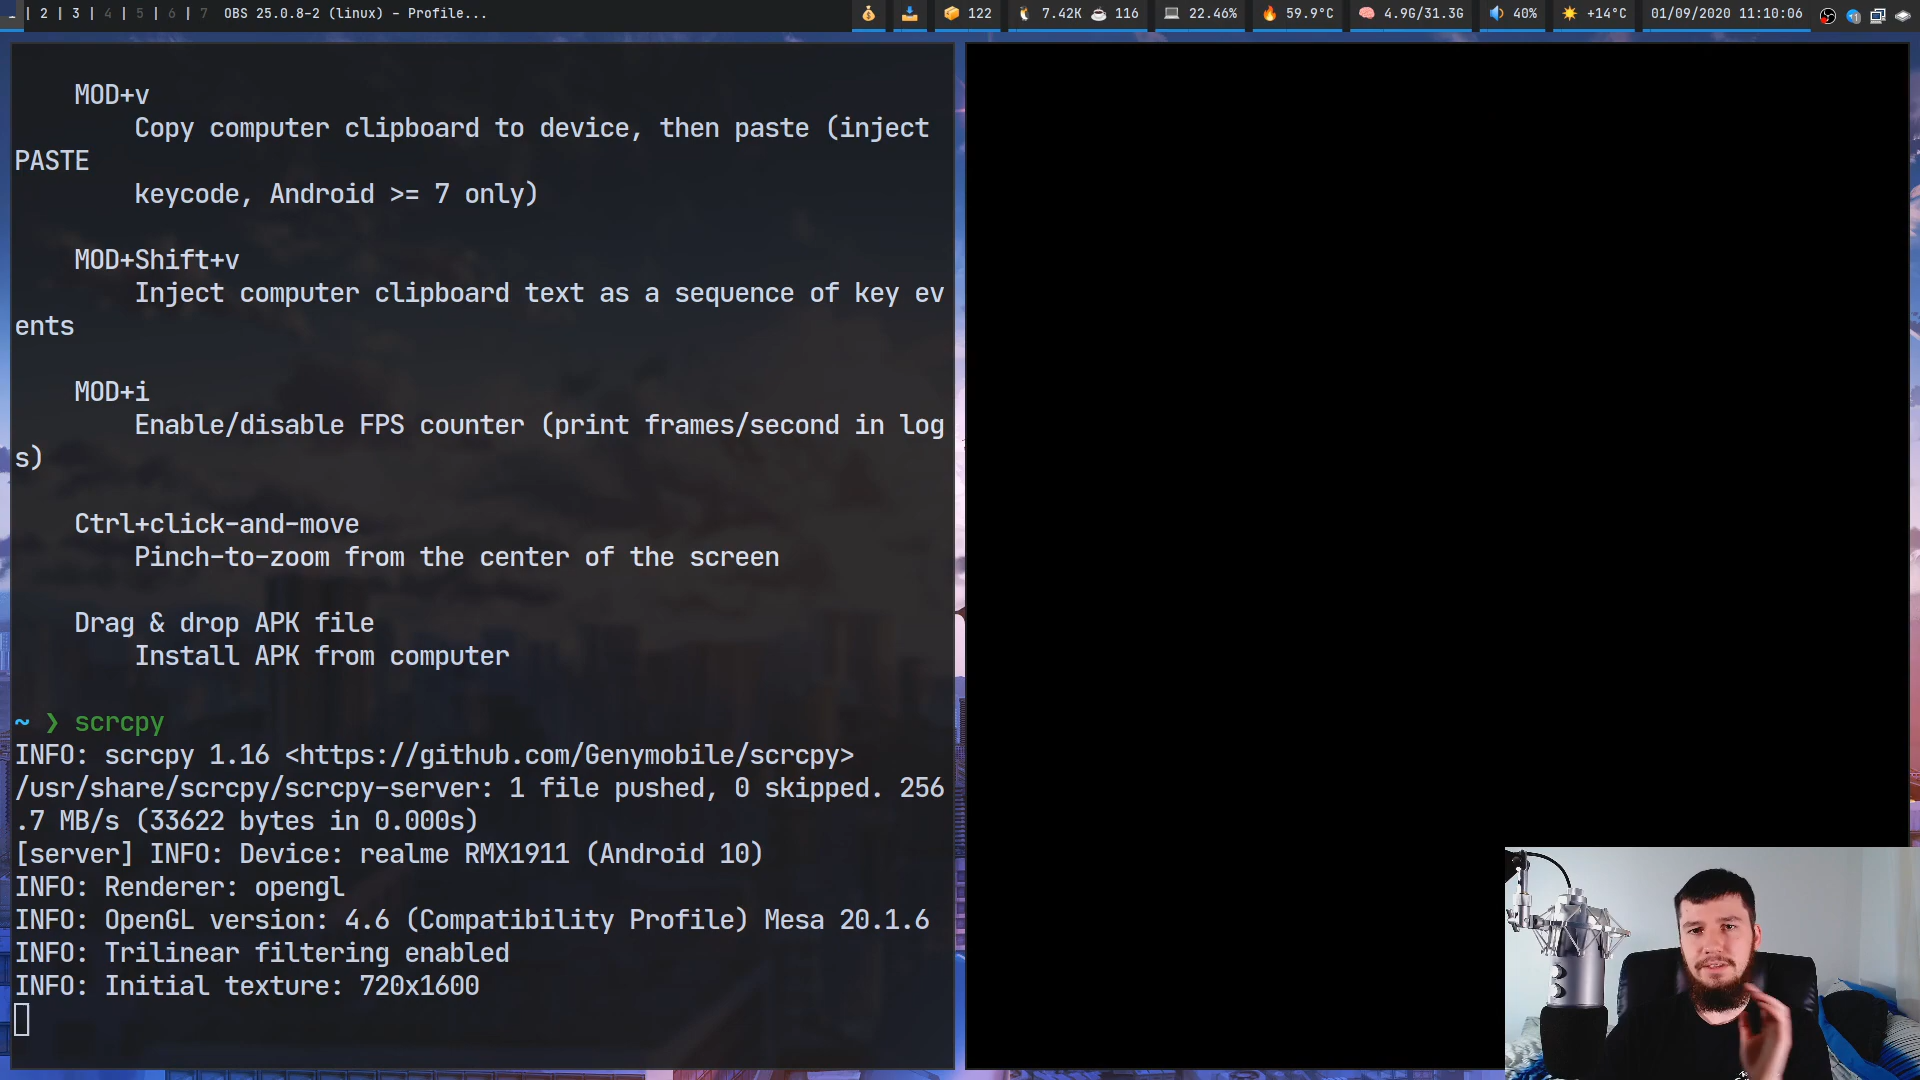 | 2 | 3 | 4 | 5 | 6 | 7 OBS 25.0.8-2 (linux) - Profile... 122 7.42K 116 22.46% 59.9°C 4.9G/31.3G 40% +14°C 01/09/2020 11:10:06
MOD+v
Copy computer clipboard to device, then paste (inject
PASTE
keycode, Android >= 7 only)
MOD+Shift+v
Inject computer clipboard text as a sequence of key ev
ents
MOD+i
Enable/disable FPS counter (print frames/second in log
s)
Ctrl+click-and-move
Pinch-to-zoom from the center of the screen
Drag & drop APK file
Install APK from computer
~ ❯ scrcpy
INFO: scrcpy 1.16 <https://github.com/Genymobile/scrcpy>
/usr/share/scrcpy/scrcpy-server: 1 file pushed, 0 skipped. 256
.7 MB/s (33622 bytes in 0.000s)
[server] INFO: Device: realme RMX1911 (Android 10)
INFO: Renderer: opengl
INFO: OpenGL version: 4.6 (Compatibility Profile) Mesa 20.1.6
INFO: Trilinear filtering enabled
INFO: Initial texture: 720x1600